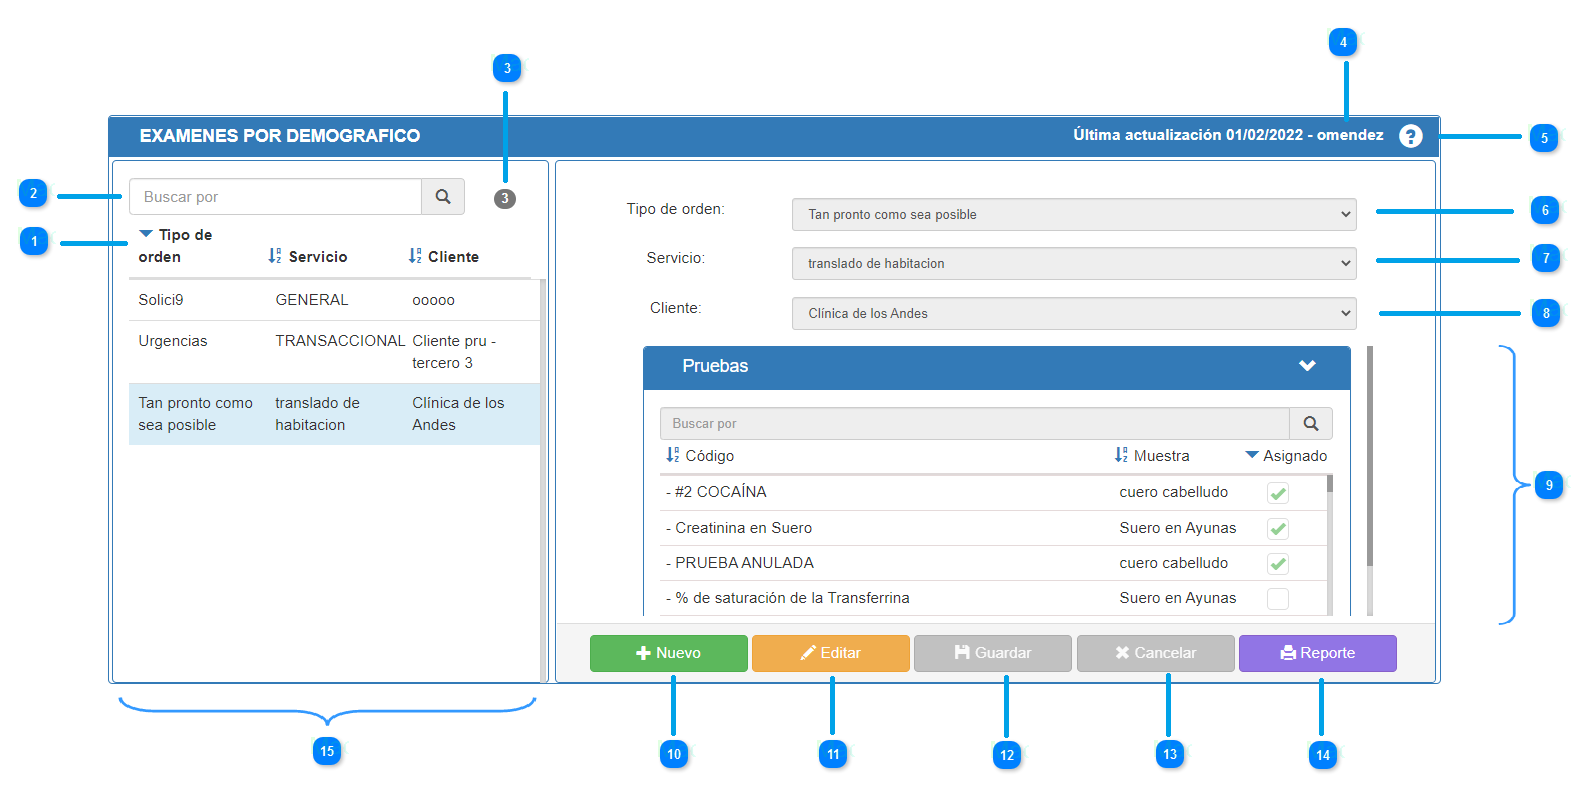 4
3
EXAMENES POR DEMOGRAFICO
Última actualización 01/02/2022 - omendez
?
5
2
Buscar por
3
1
Tipo de orden
Servicio
Cliente
Solici9 GENERAL ooooo
Urgencias TRANSACCIONAL Cliente pru -
tercero 3
Tan pronto como translado de Clínica de los
sea posible habitacion Andes
Tipo de orden:
Tan pronto como sea posible
6
Servicio:
translado de habitacion
7
Cliente:
Clínica de los Andes
8
Pruebas
Buscar por
Código Muestra Asignado
- #2 COCAÍNA cuero cabelludo
- Creatinina en Suero Suero en Ayunas
- PRUEBA ANULADA cuero cabelludo
- % de saturación de la Transferrina Suero en Ayunas
9
Nuevo
Editar
Guardar
Cancelar
Reporte
15
10
11
12
13
14